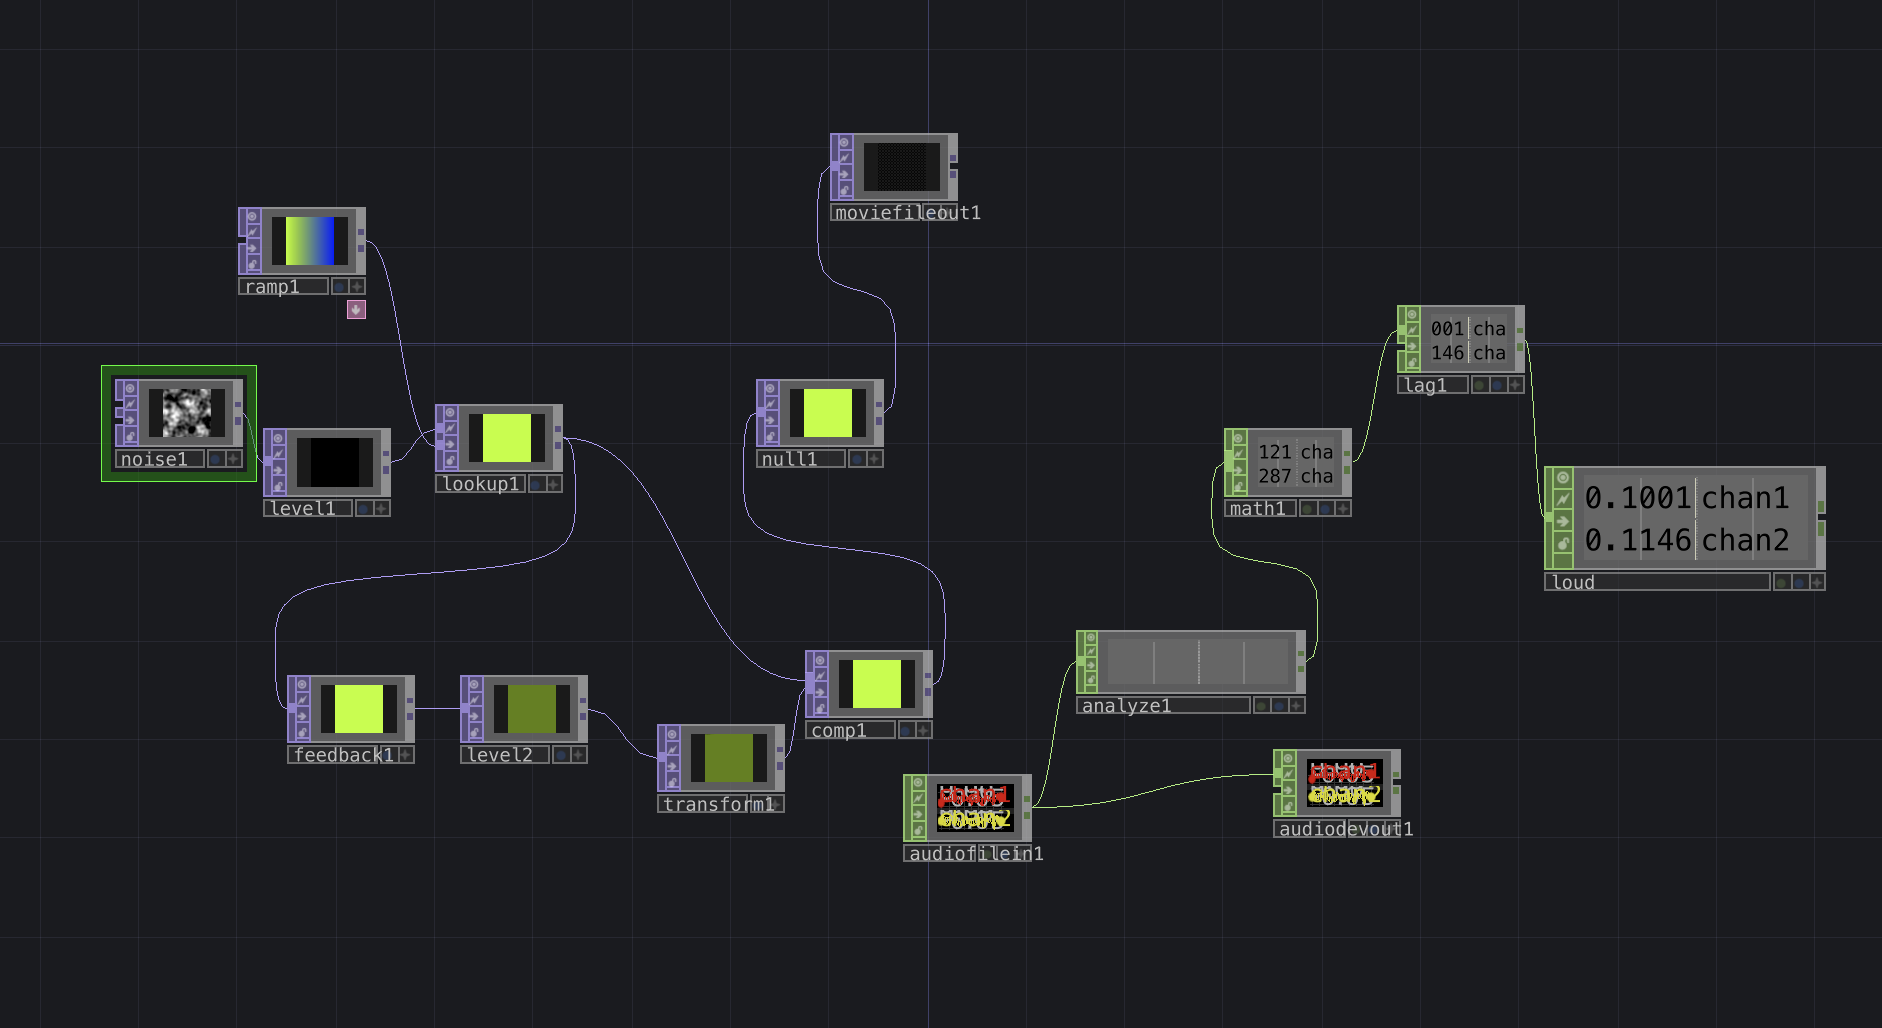 moviefileout1
ramp1
001 cha
146 cha
lag1
noise1
level1
lookup1
null1
121 cha
287 cha
math1
0.1001 chan1
0.1146 chan2
loud
analyze1
feedback1
level2
transform1
comp1
audiofilein1
audiodevout1